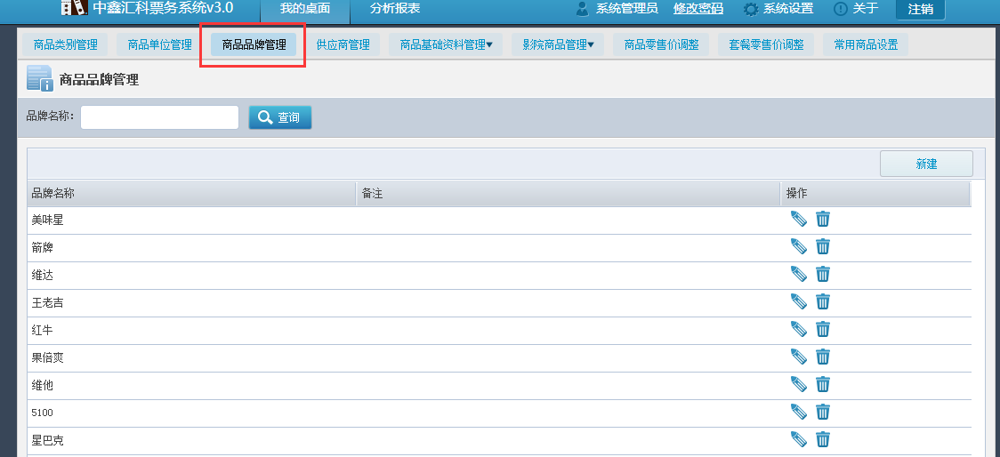 中鑫汇科票务系统v3.0 我的桌面 分析报表 系统管理员 修改密码 系统设置 关于 注销
商品类别管理 商品单位管理 商品品牌管理 供应商管理 商品基础资料管理▼ 影院商品管理▼ 商品零售价调整 套餐零售价调整 常用商品设置
商品品牌管理
品牌名称: 查询
新建
品牌名称 备注 操作
美味星
箭牌
维达
王老吉
红牛
果倍爽
维他
5100
星巴克